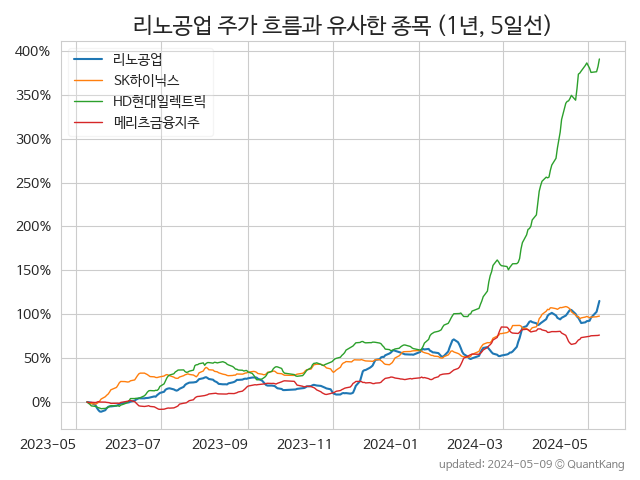 리노공업 주가 흐름과 유사한 종목 (1년, 5일선)
리노공업
SK하이닉스
HD현대일렉트릭
메리츠금융지주
400%
350%
300%
250%
200%
150%
100%
50%
0%
2023-05 2023-07 2023-09 2023-11 2024-01 2024-03 2024-05
updated: 2024-05-09 © QuantKang